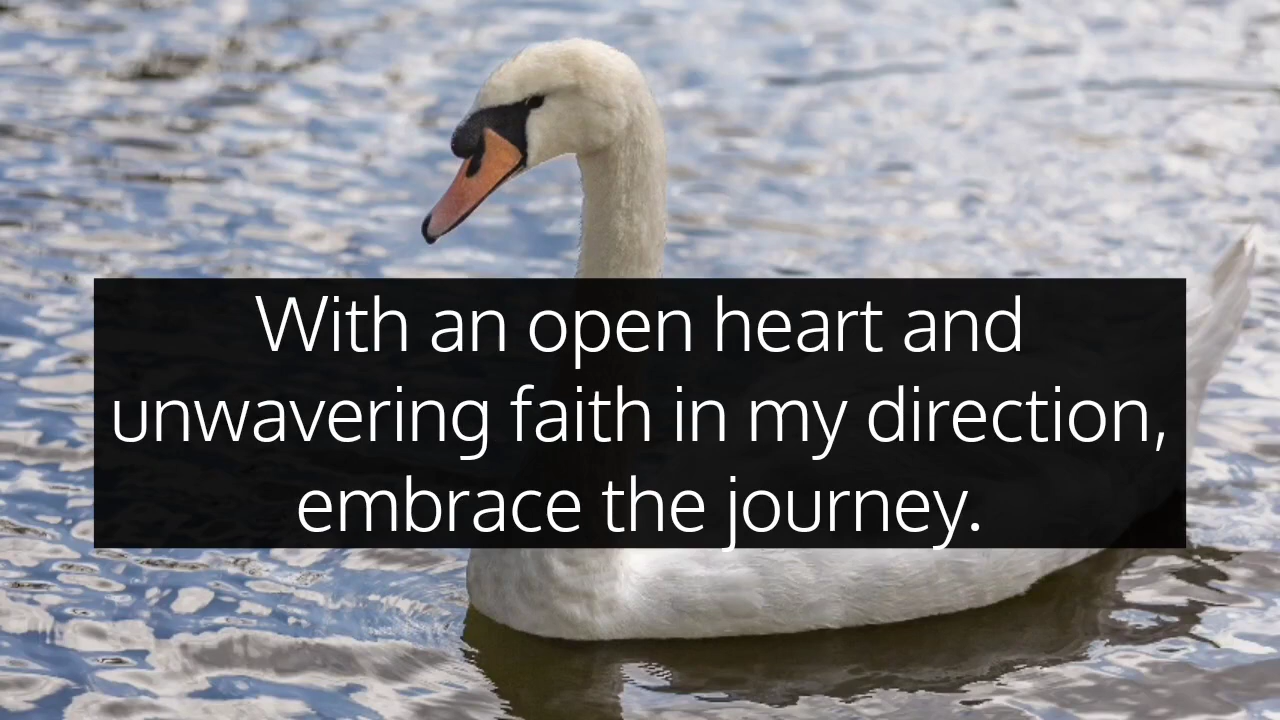 With an open heart and
unwavering faith in my direction,
embrace the journey.